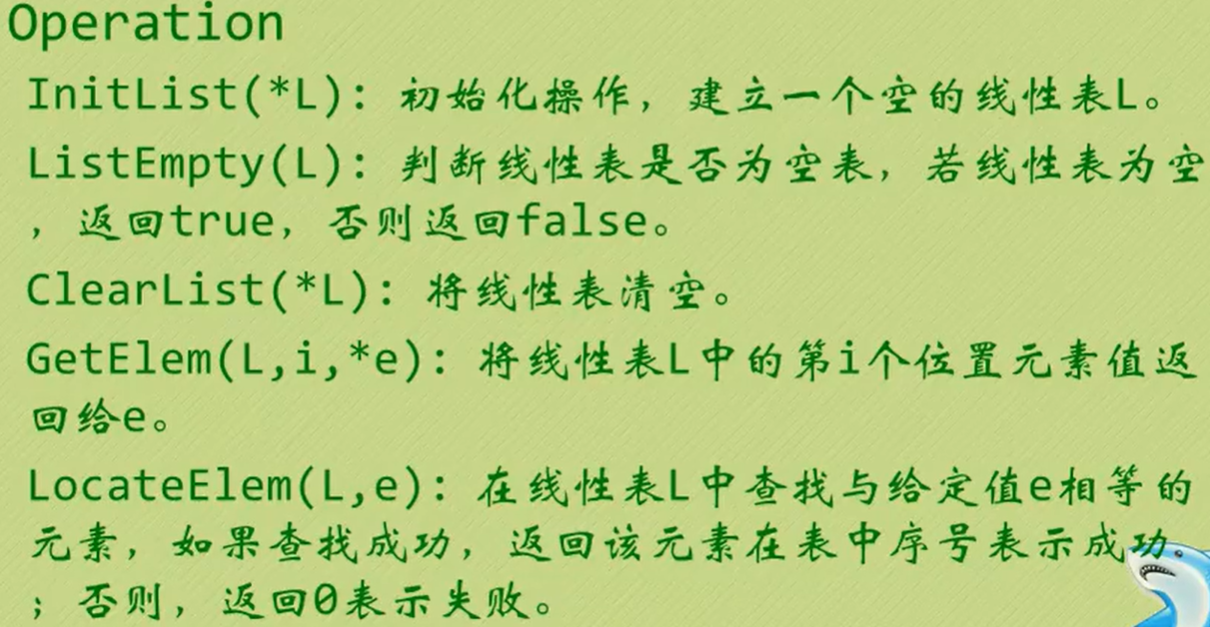 Operation
InitList(*L): 初始化操作，建立一个空的线性表L。
ListEmpty(L): 判断线性表是否为空表，若线性表为空
，返回true，否则返回false。
ClearList(*L): 将线性表清空。
GetElem(L,i,*e): 将线性表L中的第i个位置元素值返
回给e。
LocateElem(L,e): 在线性表L中查找与给定值e相等的
元素，如果查找成功，返回该元素在表中序号表示成功
；否则，返回0表示失败。